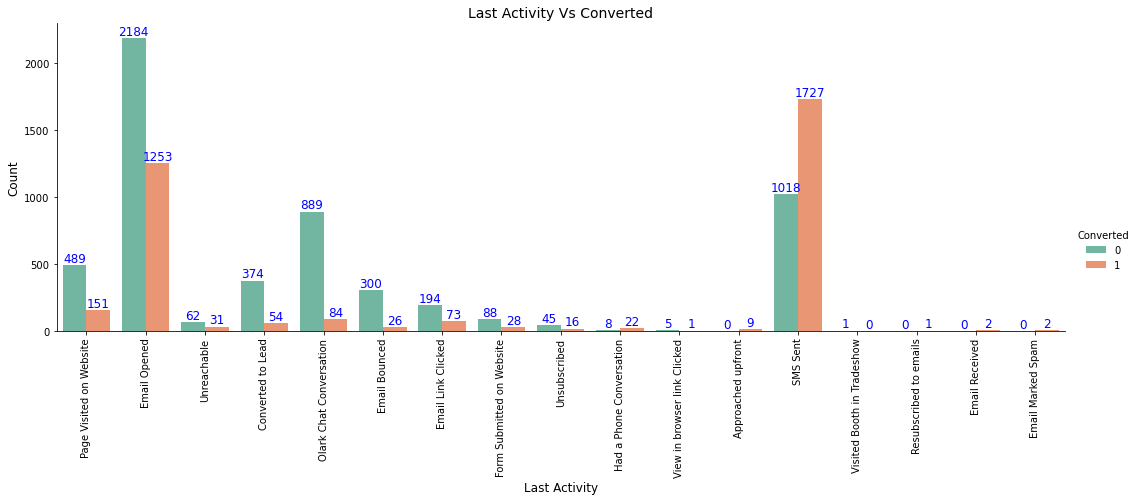 Last Activity Vs Converted
Count
2000
1500
1000
500
0
489
151
2184
1253
62
31
374
54
889
84
300
26
194
73
88
28
45
16
8
22
5
1
0
9
1018
1727
1
0
0
1
0
2
0
2
Page Visited on Website
Email Opened
Unreachable
Converted to Lead
Olark Chat Conversation
Email Bounced
Email Link Clicked
Form Submitted on Website
Unsubscribed
Had a Phone Conversation
View in browser link Clicked
Approached upfront
SMS Sent
Visited Booth in Tradeshow
Resubscribed to emails
Email Received
Email Marked Spam
Last Activity
Converted
0
1